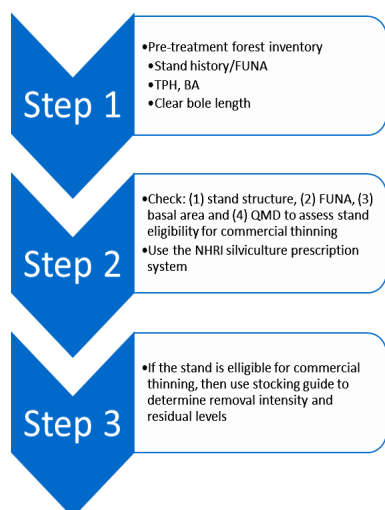 Step 1
•Pre-treatment forest inventory
•Stand history/FUNA
•TPH, BA
•Clear bole length
Step 2
•Check: (1) stand structure, (2) FUNA, (3)
basal area and (4) QMD to assess stand
eligibility for commercial thinning
•Use the NHRI silviculture prescription
system
Step 3
•If the stand is elligible for commercial
thinning, then use stocking guide to
determine removal intensity and
residual levels